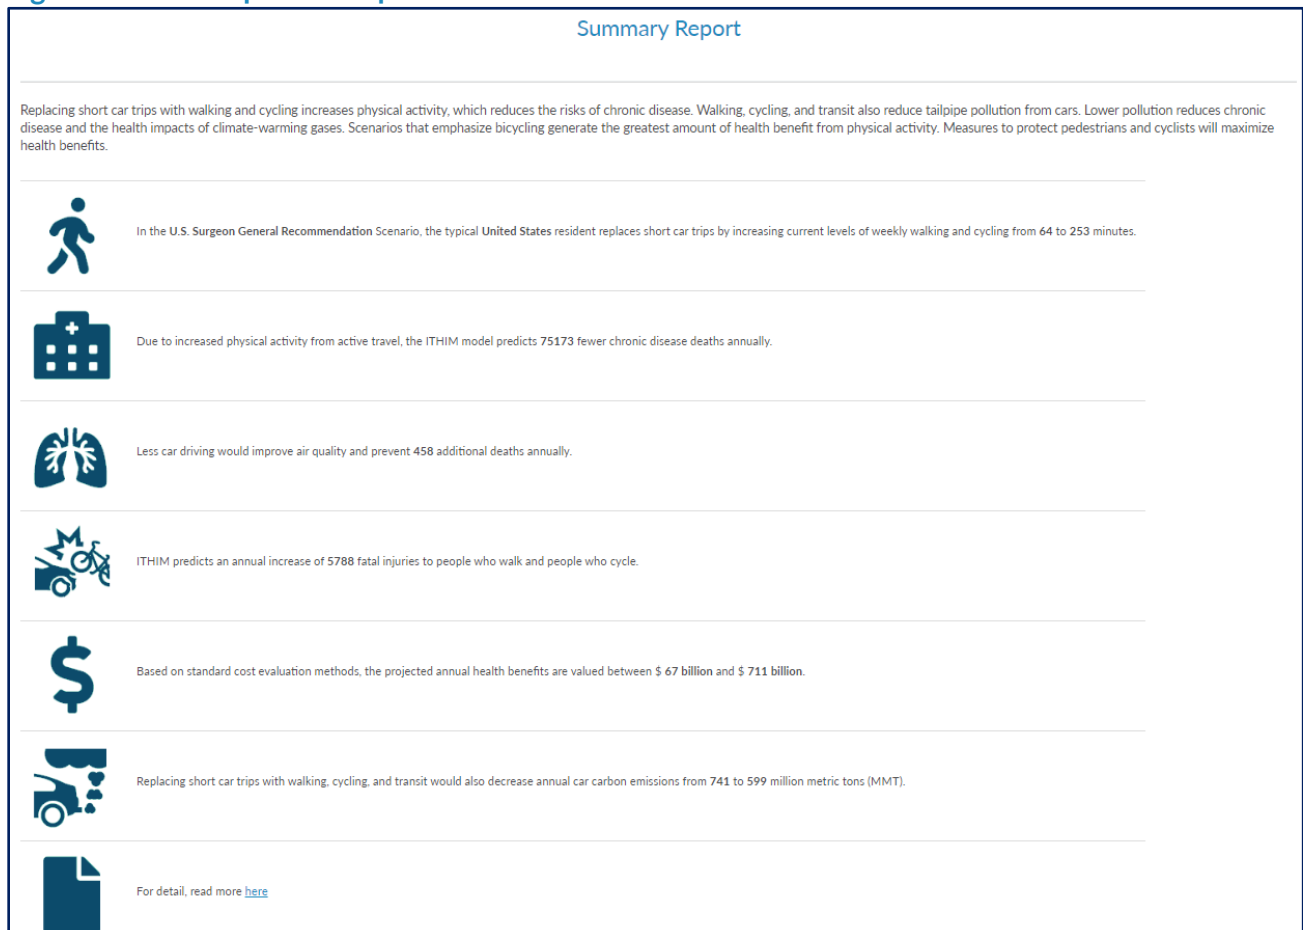 Summary Report
Replacing short car trips with walking and cycling increases physical activity, which reduces the risks of chronic disease. Walking, cycling, and transit also reduce tailpipe pollution from cars. Lower pollution reduces chronic
disease and the health impacts of climate-warming gases. Scenarios that emphasize bicycling generate the greatest amount of health benefit from physical activity. Measures to protect pedestrians and cyclists will maximize
health benefits.
In the U.S. Surgeon General Recommendation Scenario, the typical United States resident replaces short car trips by increasing current levels of weekly walking and cycling from 64 to 253 minutes.
Due to increased physical activity from active travel, the ITHIM model predicts 75173 fewer chronic disease deaths annually.
Less car driving would improve air quality and prevent 458 additional deaths annually.
ITHIM predicts an annual increase of 5788 fatal injuries to people who walk and people who cycle.
Based on standard cost evaluation methods, the projected annual health benefits are valued between $ 67 billion and $ 711 billion.
Replacing short car trips with walking, cycling, and transit would also decrease annual car carbon emissions from 741 to 599 million metric tons (MMT).
For detail, read more here